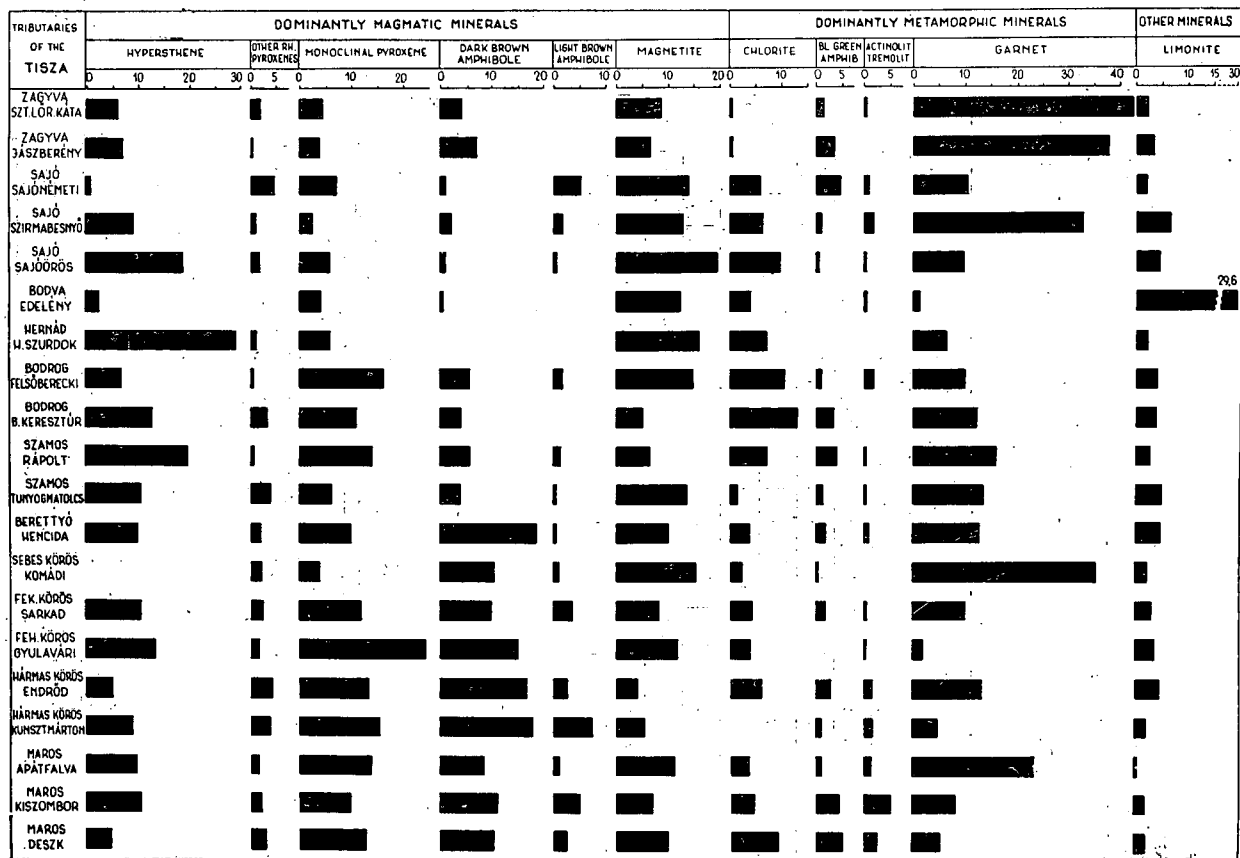 TRIBUTARIES OF THE TISZA
DOMINANTLY MAGMATIC MINERALS
DOMINANTLY METAMORPHIC MINERALS
OTHER MINERALS
HYPERSTHENE
OTHER RH. PYROXENES
MONOCLINAL PYROXENE
DARK BROWN AMPHIBOLE
LIGHT BROWN AMPHIBOLE
MAGNETITE
CHLORITE
BL GREEN AMPHIB
ACTINOLIT TREMOLIT
GARNET
LIMONITE
0 10 20 30
0 5
0 10 20
0 10 20
0 5 10
0 10 20
0 10
0 5
0 5
0 10 20 30 40
0 10 15 30
ZAGYVA
SZT.LŐR.KÁTA
ZAGYVA
JÁSZBERÉNY
SAJÓ
SAJÓNÉMETI
SAJÓ
SZIRMABESNYŐ
SAJÓ
SAJÓÖRÖS
BODVA
EDELÉNY
29,6
HERNÁD
H.SZURDOK
BODROG
FELSŐBERECKI
BODROG
B.KERESZTÚR
SZAMOS
RÁPOLT
SZAMOS
TUNYOGMATOLCS
BERETTYÓ
HENCIDA
SEBES KÖRÖS
KOMÁDI
FEK.KÖRÖS
SARKAD
FEH.KÖRÖS
GYULAVÁRI
HÁRMAS KÖRÖS
ENDRŐD
HÁRMAS KÖRÖS
KUNSZTMÁRTON
MAROS
APÁTFALVA
MAROS
KISZOMBOR
MAROS
DESZK